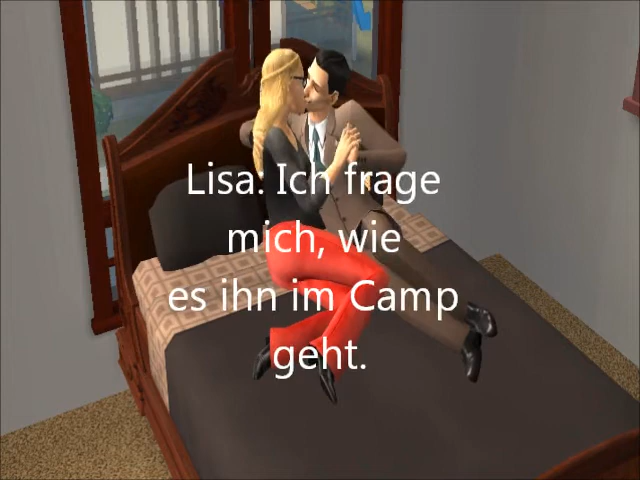 Lisa: Ich frage
mich, wie
es ihn im Camp
geht.